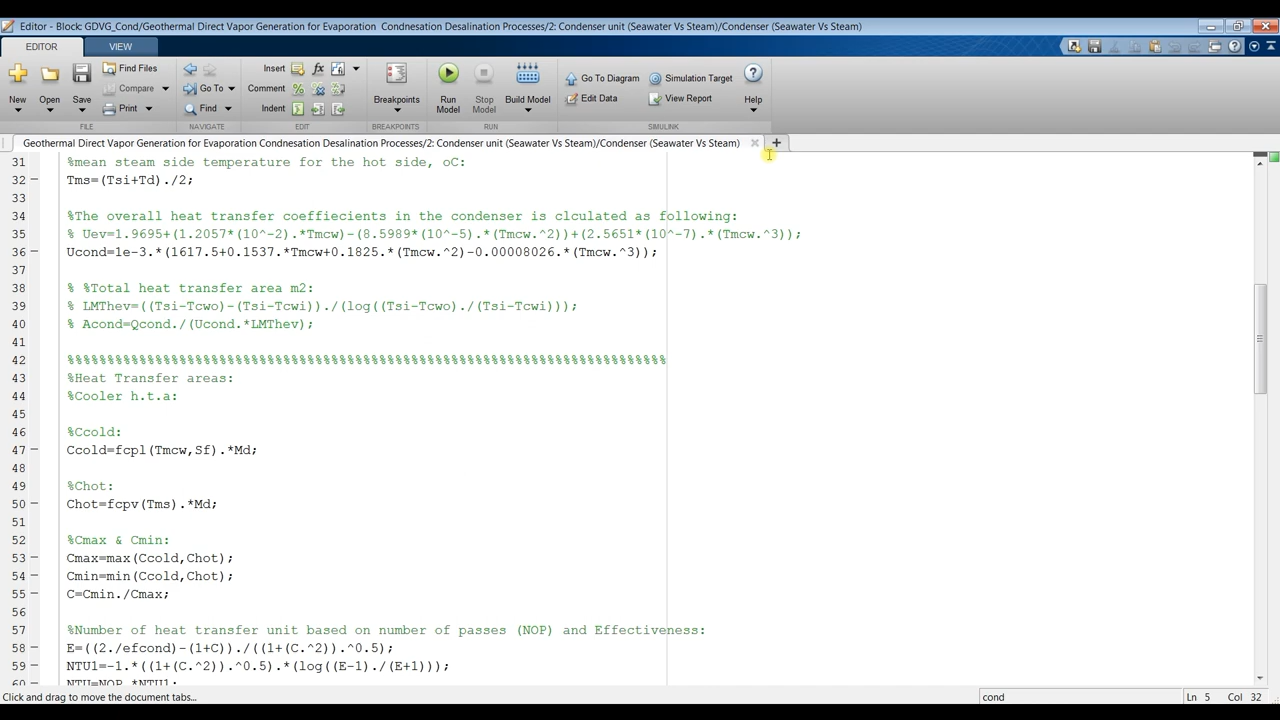 Editor - Block: GDVG_Cond/Geothermal Direct Vapor Generation for Evaporation  Condnesation Desalination Processes/2: Condenser unit (Seawater Vs Steam)/Condenser (Seawater Vs Steam)
EDITOR VIEW
New Open Save Find Files Compare Print Go To Find Insert Comment Indent Breakpoints Run Model Stop Model Build Model Go To Diagram Edit Data Simulation Target View Report Help
FILE NAVIGATE EDIT BREAKPOINTS RUN SIMULINK
Geothermal Direct Vapor Generation for Evaporation Condnesation Desalination Processes/2: Condenser unit (Seawater Vs Steam)/Condenser (Seawater Vs Steam)
31 %mean steam side temperature for the hot side, oC:
32 Tms=(Tsi+Td)./2;
33
34 %The overall heat transfer coeffiecients in the condenser is clculated as following:
35 % Uev=1.9695+(1.2057*(10^-2).*Tmcw)-(8.5989*(10^-5).*(Tmcw.^2))+(2.5651*(10^-7).*(Tmcw.^3));
36 Ucond=1e-3.*(1617.5+0.1537.*Tmcw+0.1825.*(Tmcw.^2)-0.00008026.*(Tmcw.^3));
37
38 % %Total heat transfer area m2:
39 % LMThev=((Tsi-Tcwo)-(Tsi-Tcwi))./(log((Tsi-Tcwo)./(Tsi-Tcwi)));
40 % Acond=Qcond./(Ucond.*LMThev);
41
42 %%%%%%%%%%%%%%%%%%%%%%%%%%%%%%%%%%%%%%%%%%%%%%%%%%%%%%%%%%%%%%%%%%%%%%%%%%%
43 %Heat Transfer areas:
44 %Cooler h.t.a:
45
46 %Ccold:
47 Ccold=fcpl(Tmcw,Sf).*Md;
48
49 %Chot:
50 Chot=fcpv(Tms).*Md;
51
52 %Cmax & Cmin:
53 Cmax=max(Ccold,Chot);
54 Cmin=min(Ccold,Chot);
55 C=Cmin./Cmax;
56
57 %Number of heat transfer unit based on number of passes (NOP) and Effectiveness:
58 E=((2./efcond)-(1+C))./((1+(C.^2)).^0.5);
59 NTU1=-1.*((1+(C.^2)).^0.5).*(log((E-1)./(E+1)));
60 NTU=NOP.*NTU1;
Click and drag to move the document tabs... cond Ln 5 Col 32